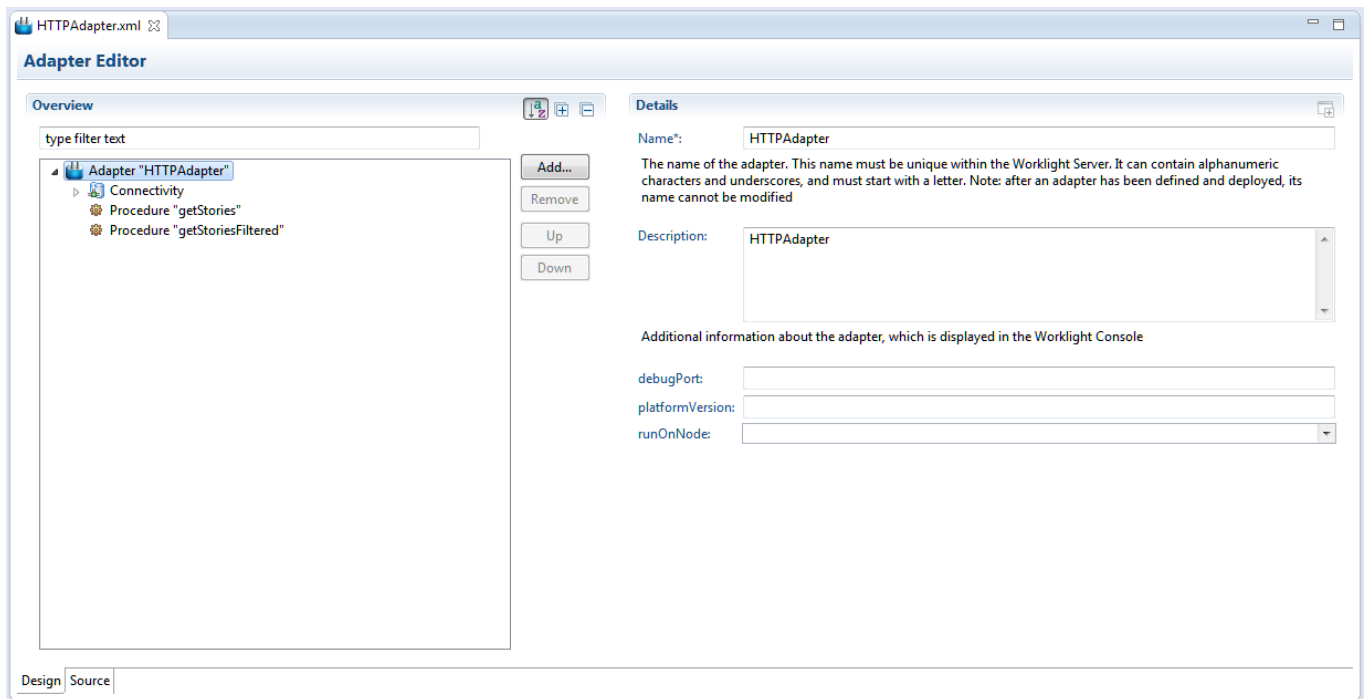 HTTPAdapter.xml
Adapter Editor
Overview
type filter text
Adapter "HTTPAdapter"
Connectivity
Procedure "getStories"
Procedure "getStoriesFiltered"
Add...
Remove
Up
Down
Details
Name*: HTTPAdapter
The name of the adapter. This name must be unique within the Worklight Server. It can contain alphanumeric
characters and underscores, and must start with a letter. Note: after an adapter has been defined and deployed, its
name cannot be modified
Description: HTTPAdapter
Additional information about the adapter, which is displayed in the Worklight Console
debugPort:
platformVersion:
runOnNode:
Design Source